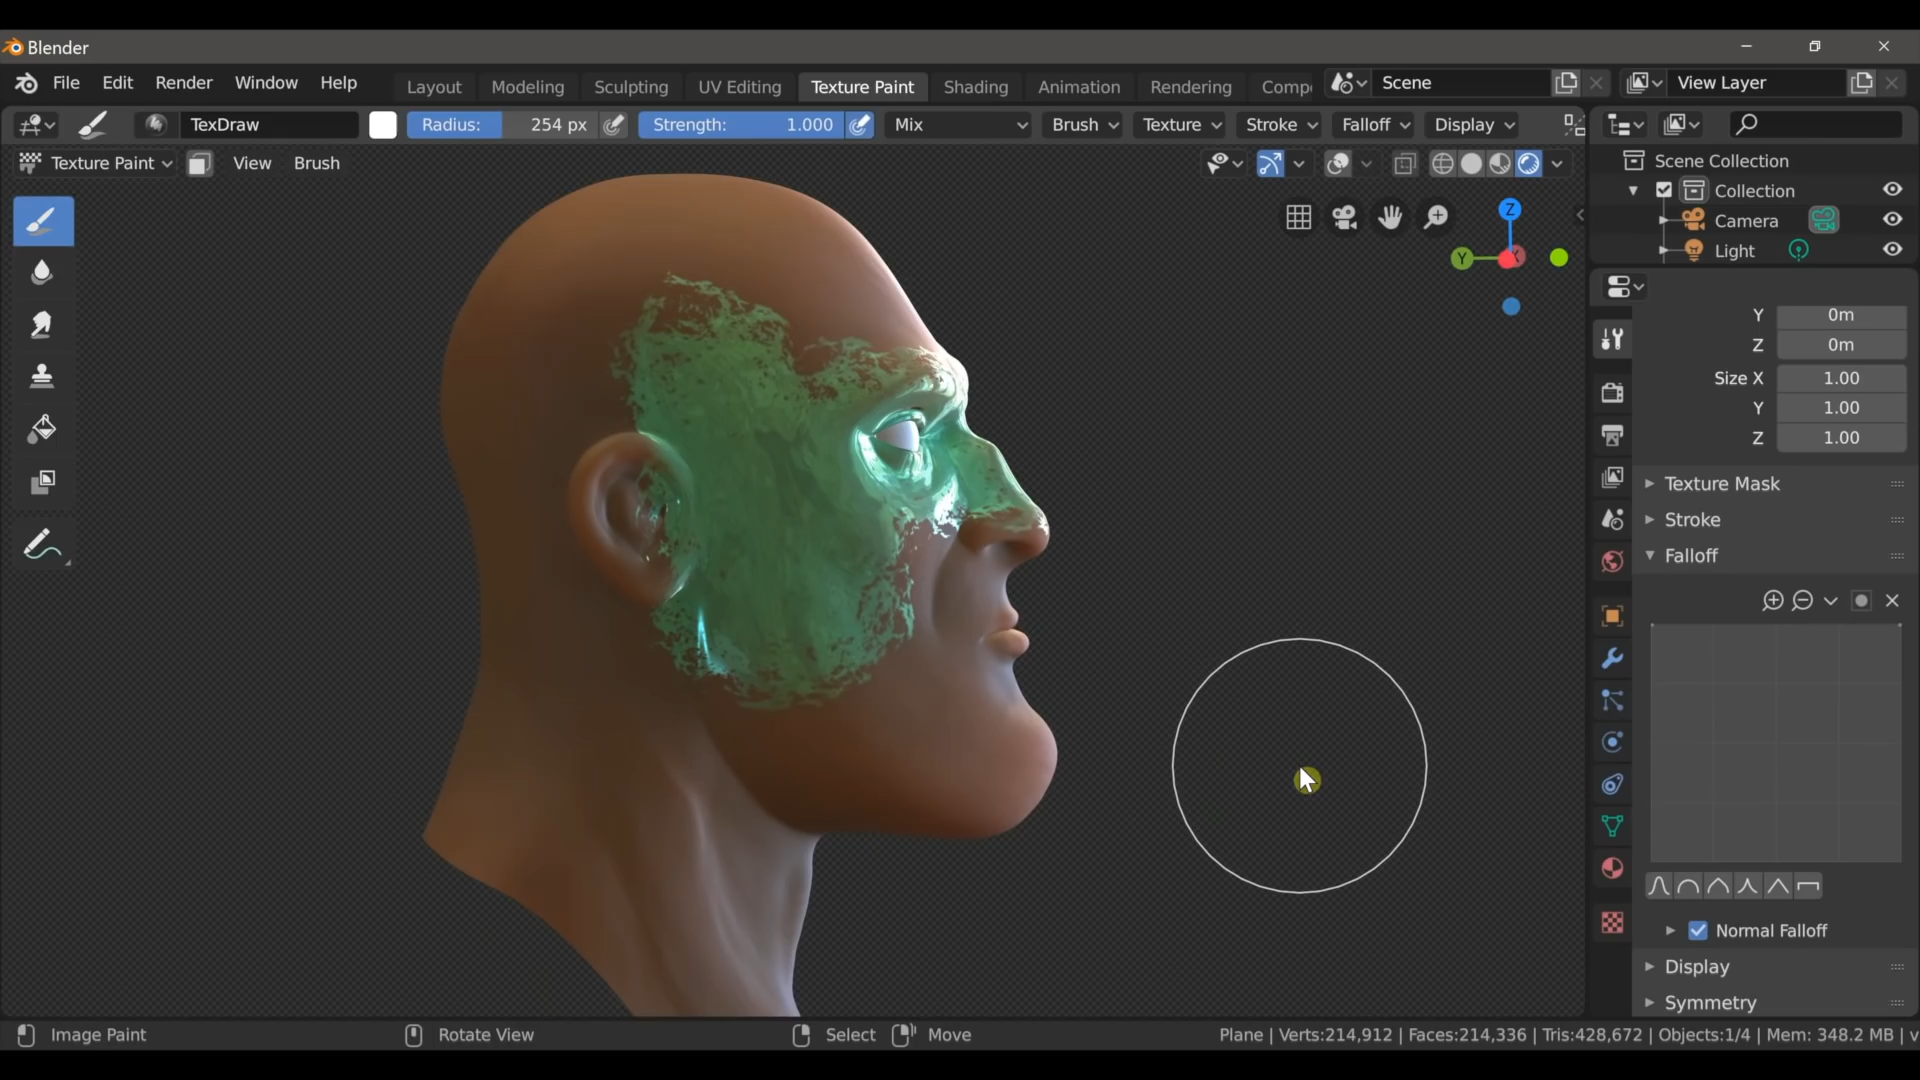 Blender
File Edit Render Window Help Layout Modeling Sculpting UV Editing Texture Paint Shading Animation Rendering Comp Scene View Layer
TexDraw Radius: 254 px Strength: 1.000 Mix Brush Texture Stroke Falloff Display
Texture Paint View Brush
Scene Collection
Collection
Camera
Light
Z
Y
X
Y 0m
Z 0m
Size X 1.00
Y 1.00
Z 1.00
Texture Mask
Stroke
Falloff
Normal Falloff
Display
Symmetry
Image Paint Rotate View Select Move Plane | Verts:214,912 | Faces:214,336 | Tris:428,672 | Objects:1/4 | Mem: 348.2 MB | v